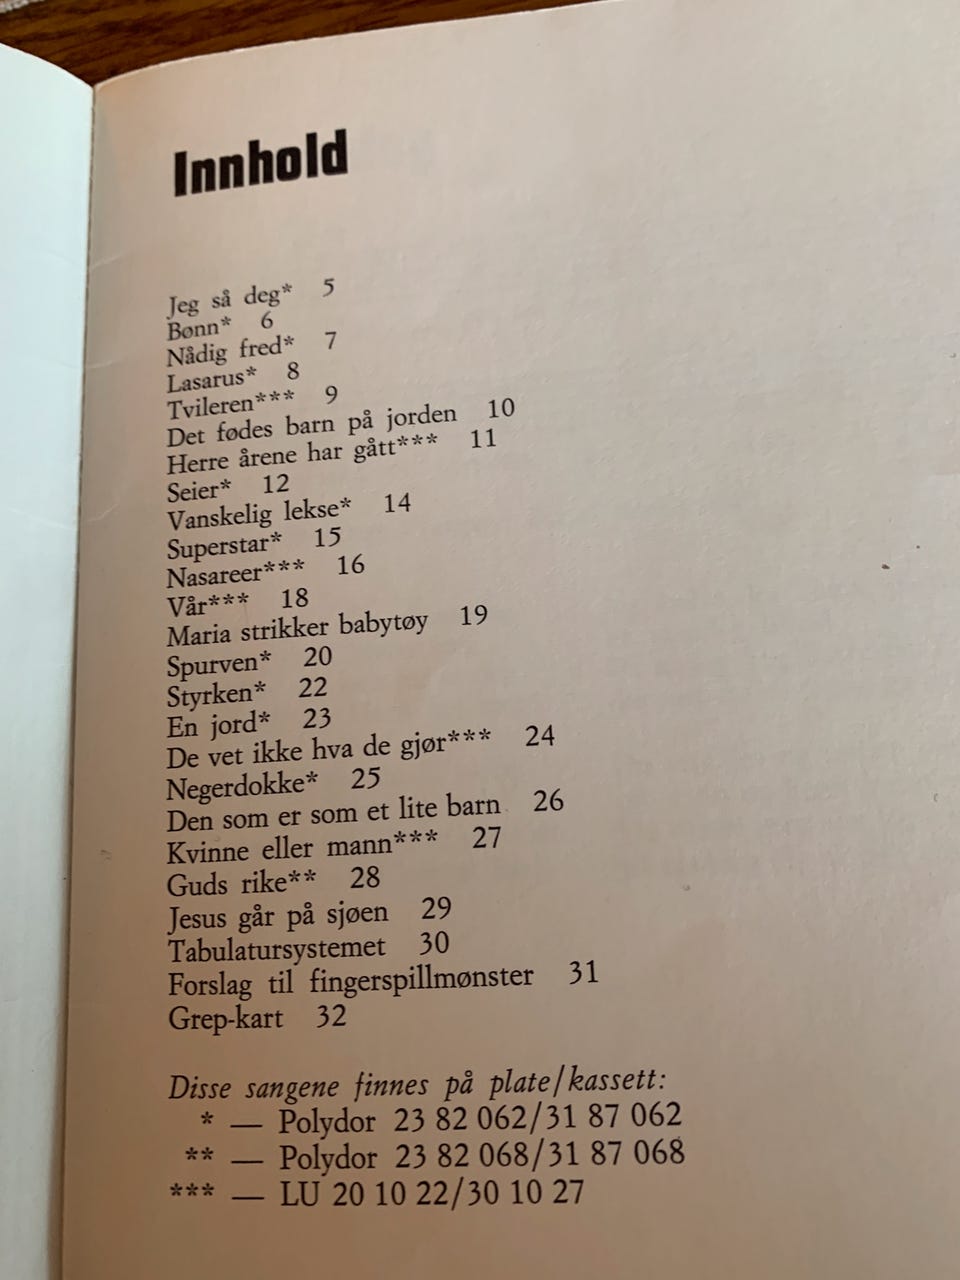 Innhold
Jeg så deg* 5
Bønn* 6
Nådig fred* 7
Lasarus* 8
Tvileren*** 9
Det fødes barn på jorden 10
Herre årene har gått*** 11
Seier* 12
Vanskelig lekse* 14
Superstar* 15
Nasareer*** 16
Vår*** 18
Maria strikker babytøy 19
Spurven* 20
Styrken* 22
En jord* 23
De vet ikke hva de gjør*** 24
Negerdokke* 25
Den som er som et lite barn 26
Kvinne eller mann*** 27
Guds rike** 28
Jesus går på sjøen 29
Tabulatursystemet 30
Forslag til fingerspillmønster 31
Grep-kart 32
Disse sangene finnes på plate/kassett:
* — Polydor 23 82 062/31 87 062
** — Polydor 23 82 068/31 87 068
*** — LU 20 10 22/30 10 27